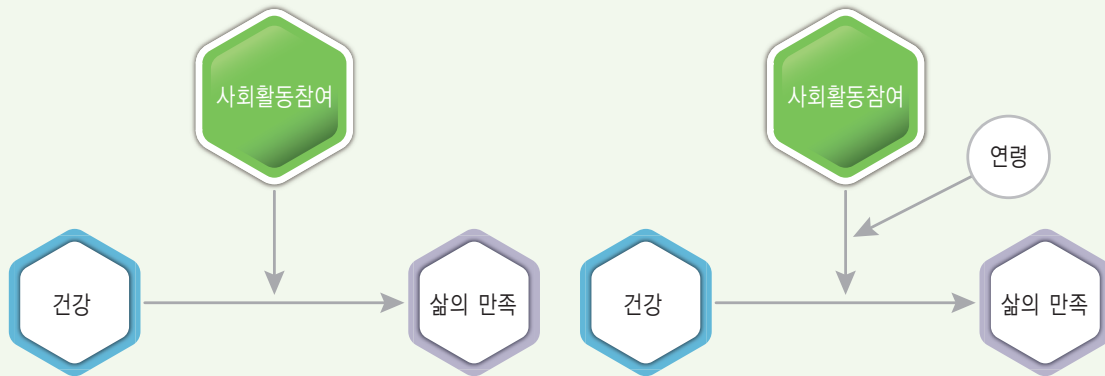 사회활동참여
건강
삶의 만족
사회활동참여
연령
건강
삶의 만족